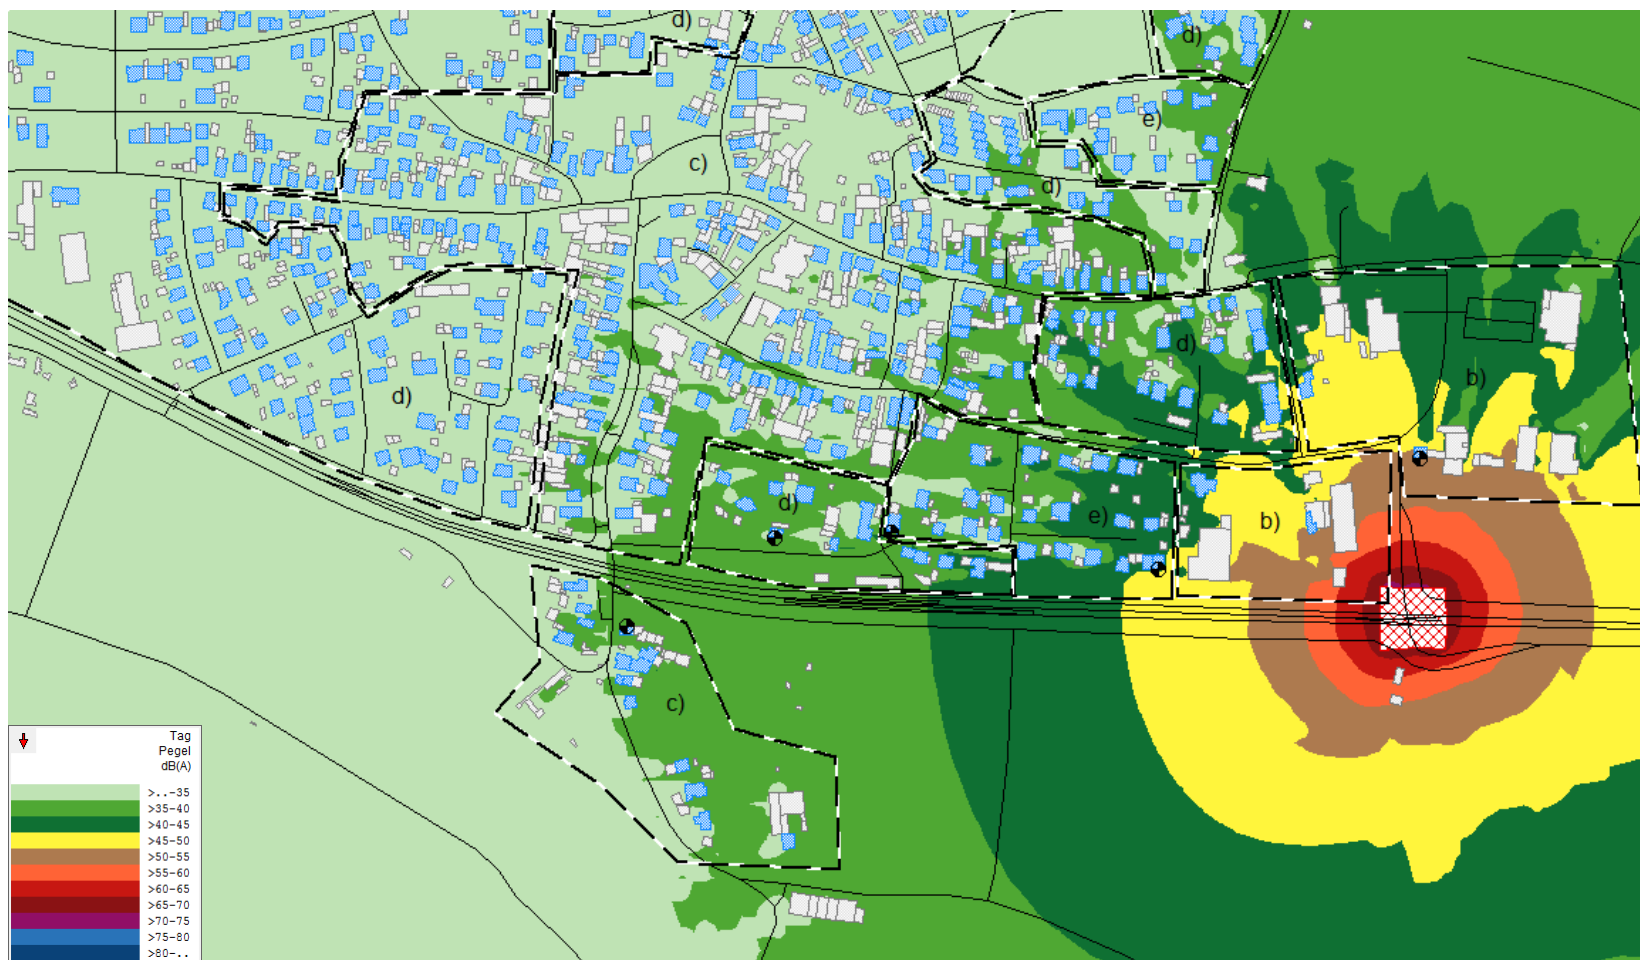 d)
d)
e)
c)
d)
d)
b)
d)
d)
e)
b)
c)
Tag
Pegel
dB(A)
>..-35
>35-40
>40-45
>45-50
>50-55
>55-60
>60-65
>65-70
>70-75
>75-80
>80-..